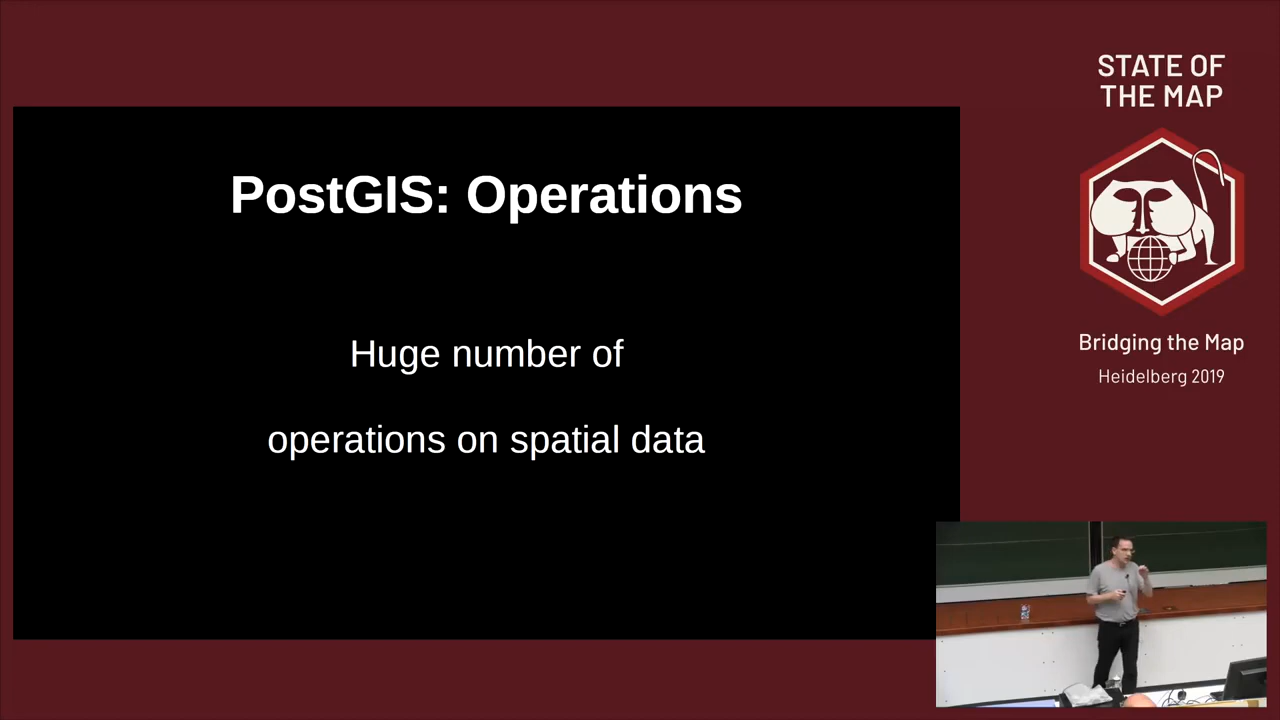 PostGIS: Operations
Huge number of
operations on spatial data
STATE OF
THE MAP
Bridging the Map
Heidelberg 2019